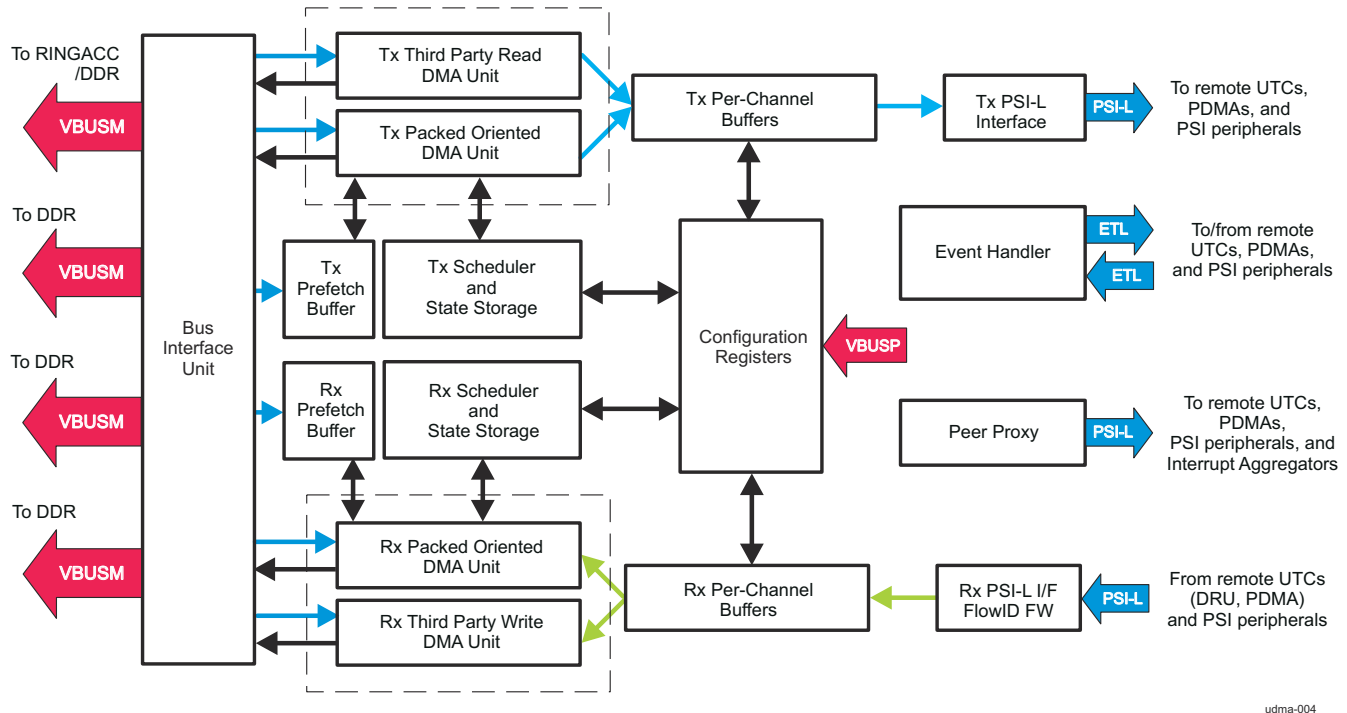 To RINGACC
/DDR
VBUSM
To DDR
VBUSM
To DDR
VBUSM
To DDR
VBUSM
Bus
Interface
Unit
Tx Third Party Read
DMA Unit
Tx Packed Oriented
DMA Unit
Tx
Prefetch
Buffer
Tx Scheduler
and
State Storage
Rx
Prefetch
Buffer
Rx Scheduler
and
State Storage
Rx Packed Oriented
DMA Unit
Rx Third Party Write
DMA Unit
Tx Per-Channel
Buffers
Configuration
Registers
VBUSP
Rx Per-Channel
Buffers
Tx PSI-L
Interface
PSI-L
To remote UTCs,
PDMAs, and
PSI peripherals
Event Handler
ETL
ETL
To/from remote
UTCs, PDMAs,
and PSI peripherals
Peer Proxy
PSI-L
To remote UTCs,
PDMAs,
PSI peripherals, and
Interrupt Aggregators
Rx PSI-L I/F
FlowID FW
PSI-L
From remote UTCs
(DRU, PDMA)
and PSI peripherals
udma-004